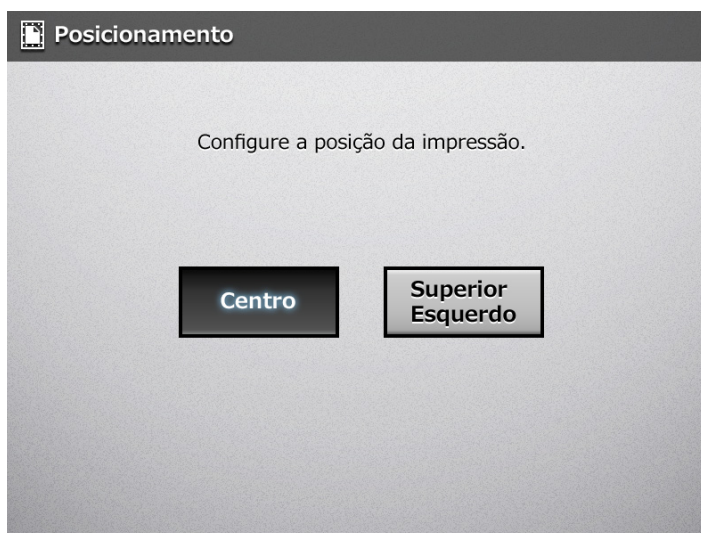 Posicionamento
Configure a posição da impressão.
Centro
Superior
Esquerdo